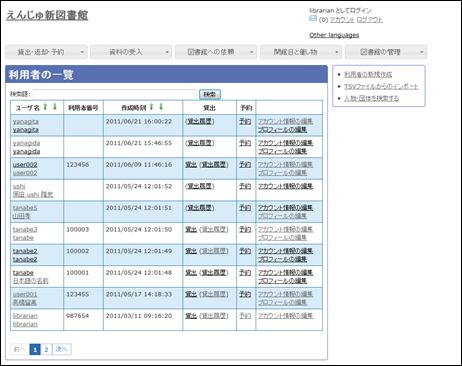 えんじゅ新図書館
librarian としてログイン
(0) アカウント ログアウト
Other languages
貸出・返却・予約 資料の受入 図書館への依頼 開館日と催し物 図書館の管理
利用者の一覧
検索語: 検索
ユーザ名 利用者番号 作成時刻 貸出 予約
yanagita 2011/06/21 16:00:22 (貸出履歴) 予約 アカウント情報の編集
yanagita プロフィールの編集
yanagida 2011/06/21 15:46:55 (貸出履歴) 予約 アカウント情報の編集
yanagida プロフィールの編集
user002 123456 2011/06/09 11:46:16 貸出 (貸出履歴) 予約 アカウント情報の編集
user002 プロフィールの編集
ushi 2011/05/24 12:01:52 (貸出履歴) 予約 アカウント情報の編集
原田 ushi 隆史 プロフィールの編集
tanabe5 2011/05/24 12:01:51 (貸出履歴) 予約 アカウント情報の編集
山田孝 プロフィールの編集
tanabe3 100003 2011/05/24 12:01:50 貸出 (貸出履歴) 予約 アカウント情報の編集
tanabe プロフィールの編集
tanabe2 100002 2011/05/24 12:01:49 貸出 (貸出履歴) 予約 アカウント情報の編集
tanabe2 プロフィールの編集
tanabe 100001 2011/05/24 12:01:48 貸出 (貸出履歴) 予約 アカウント情報の編集
日本語の名前 プロフィールの編集
user001 123455 2011/05/17 14:18:33 貸出 (貸出履歴) 予約 アカウント情報の編集
高橋留美 プロフィールの編集
librarian 987654 2011/03/11 09:16:20 貸出 (貸出履歴) 予約 アカウント情報の編集
librarian プロフィールの編集
前へ 1 2 次へ
利用者の新規作成
TSVファイルからのインポート
人物・団体を検索する